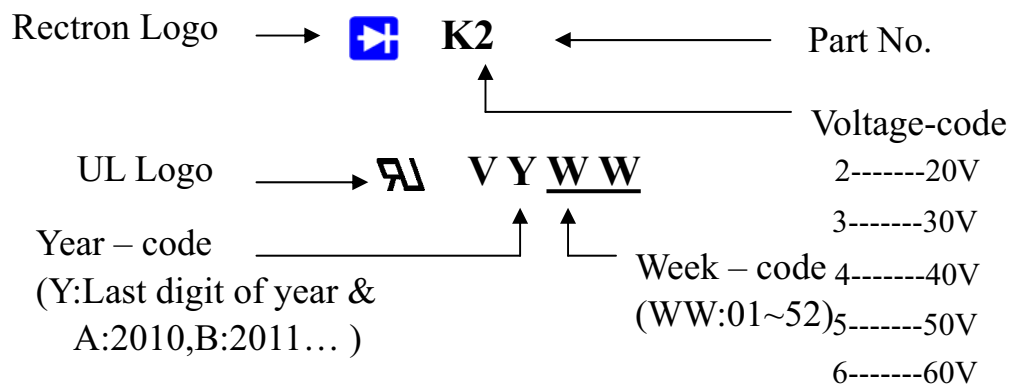 Rectron Logo K2 Part No.
Voltage-code
UL Logo V Y W W 2-------20V
3-------30V
Year – code
Week – code 4-------40V
(Y:Last digit of year &
(WW:01~52) 5-------50V
A:2010,B:2011… )
6-------60V